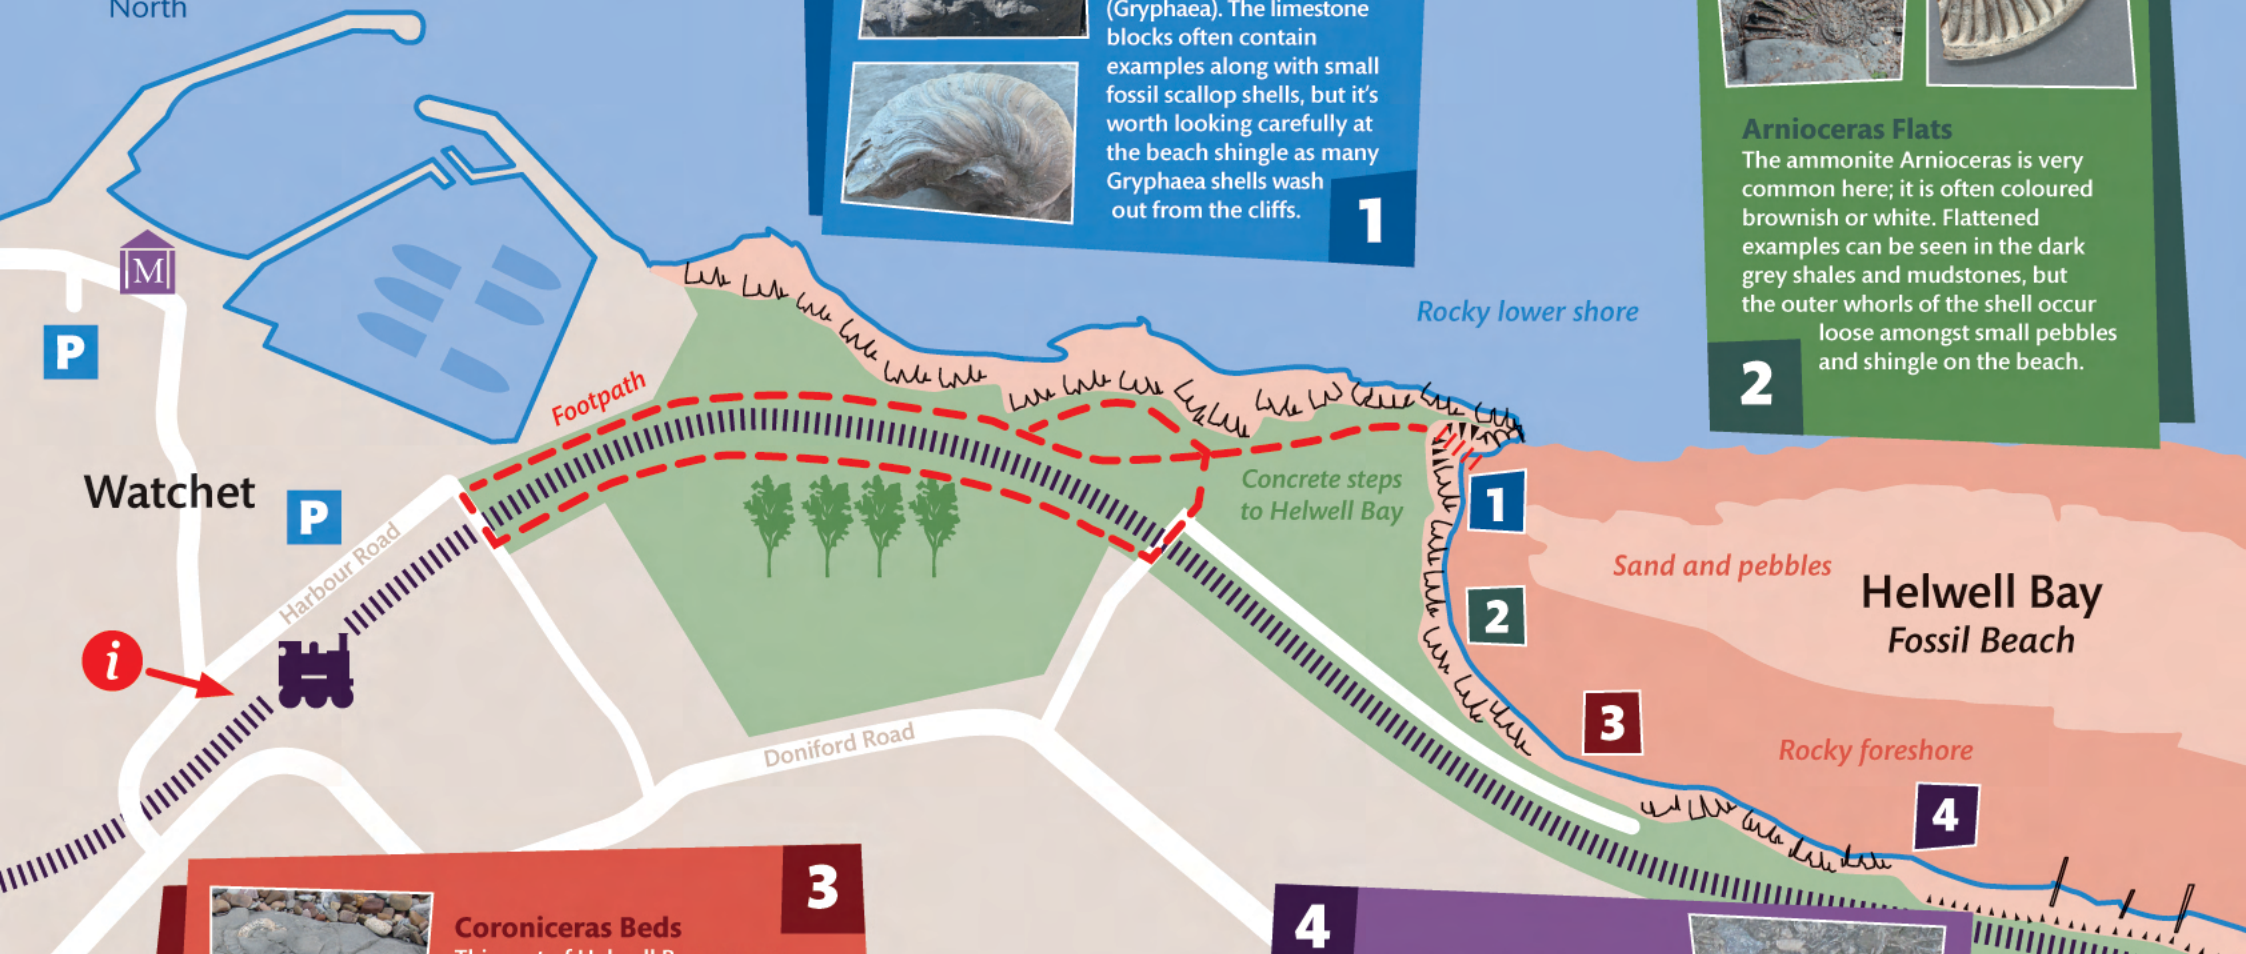 North
(Gryphaea). The limestone
blocks often contain
examples along with small
fossil scallop shells, but it's
worth looking carefully at
the beach shingle as many
Gryphaea shells wash
out from the cliffs.
1
Arnioceras Flats
The ammonite Arnioceras is very
common here; it is often coloured
brownish or white. Flattened
examples can be seen in the dark
grey shales and mudstones, but
the outer whorls of the shell occur
loose amongst small pebbles
and shingle on the beach.
2
M
P
Rocky lower shore
Footpath
Watchet
P
Harbour Road
Concrete steps
to Helwell Bay
1
Sand and pebbles
Helwell Bay
Fossil Beach
2
i
3
Rocky foreshore
Doniford Road
4
3
Coroniceras Beds
4